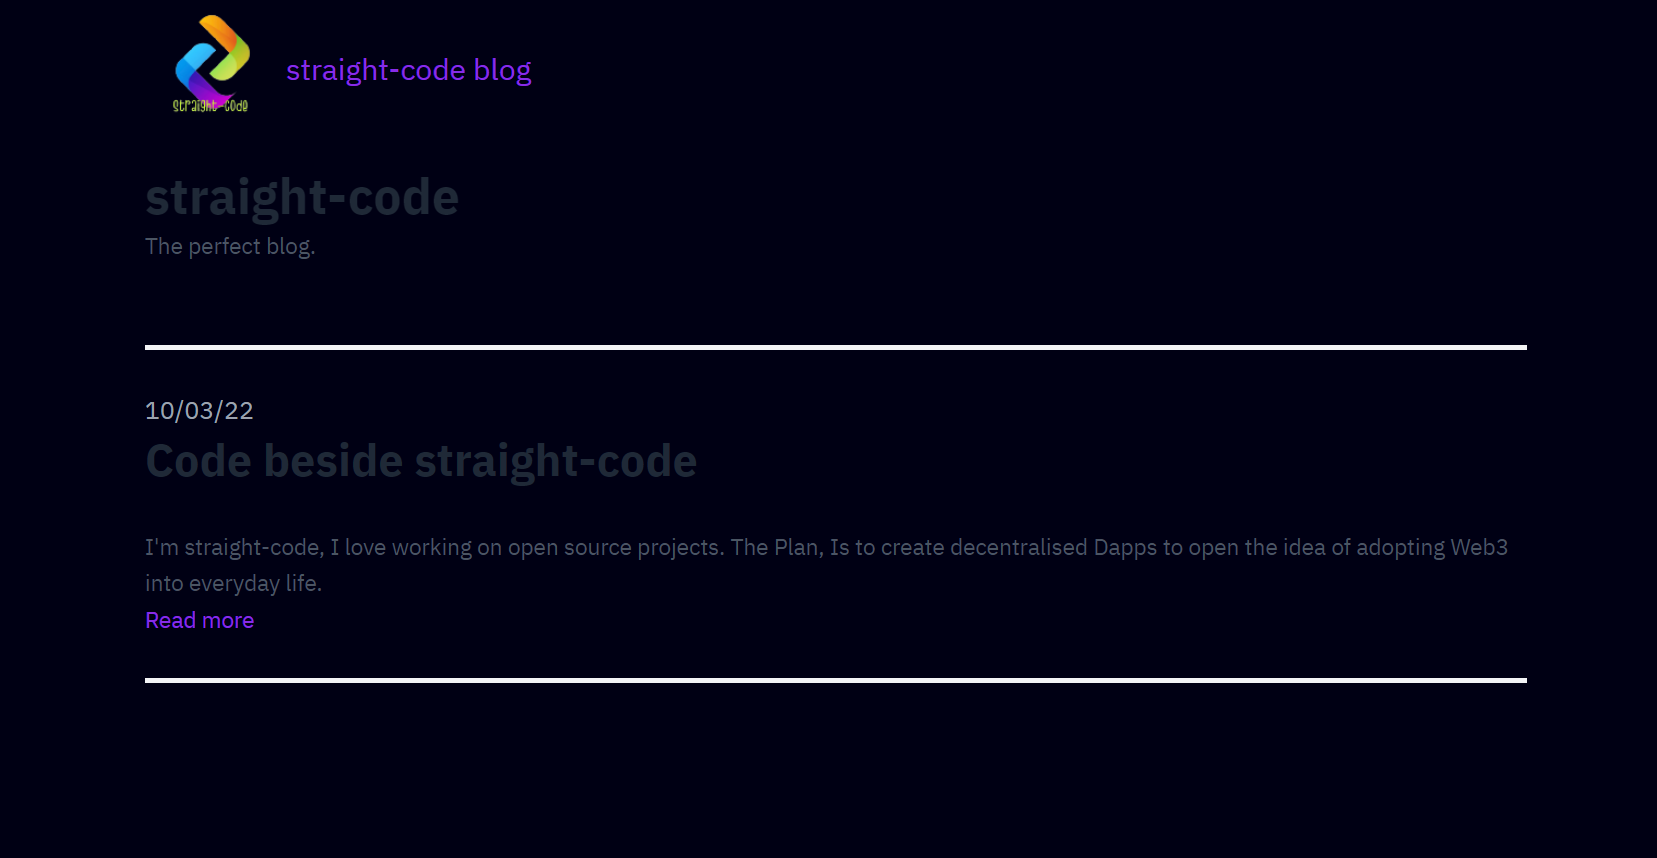 straight-code
straight-code blog
straight-code
The perfect blog.
10/03/22
Code beside straight-code
I'm straight-code, I love working on open source projects. The Plan, Is to create decentralised Dapps to open the idea of adopting Web3
into everyday life.
Read more